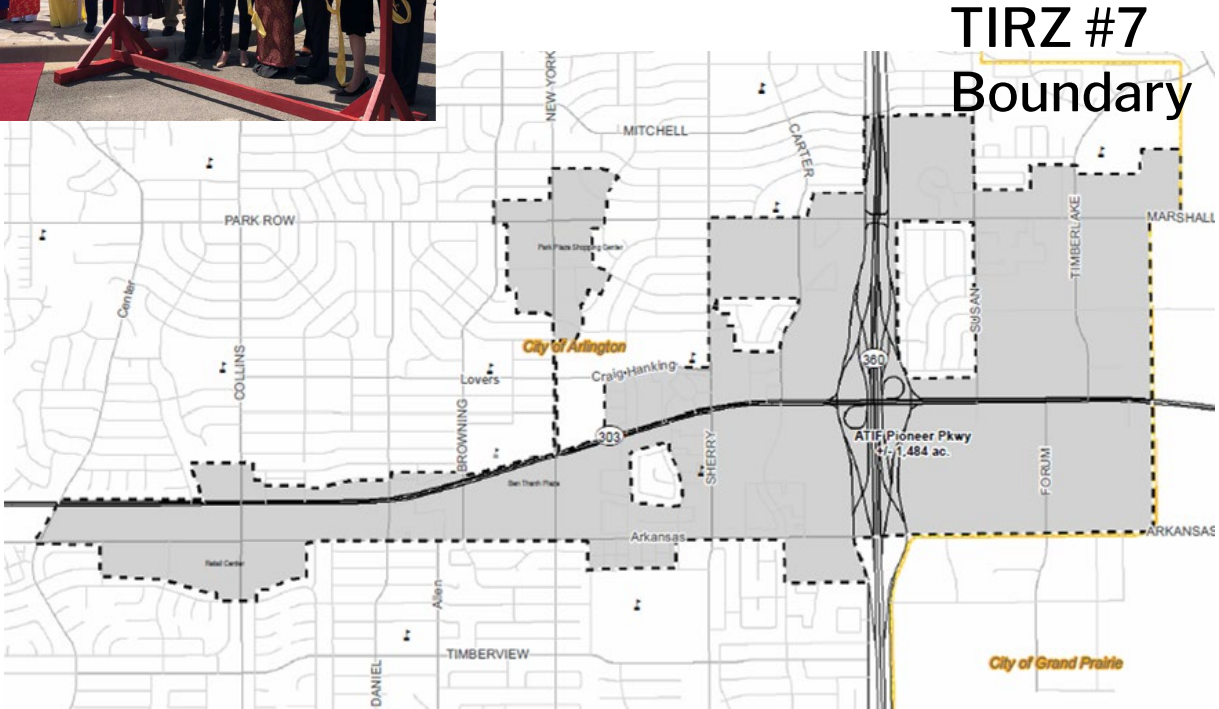 TIRZ #7
Boundary
NEW YORK
MITCHELL
CARTER
PARK ROW
MARSHALL
Park Plaza Shopping Center
TIMBERLAKE
Center
SUSAN
City of Arlington
COLLINS
360
Craig-Hanking
Lovers
BROWNING
303
ATIF Pioneer Pkwy
+/- 1,484 ac.
SHERRY
FORUM
Ben Thanh Plaza
Arkansas
ARKANSAS
Retail Center
Allen
TIMBERVIEW
City of Grand Prairie
DANIEL